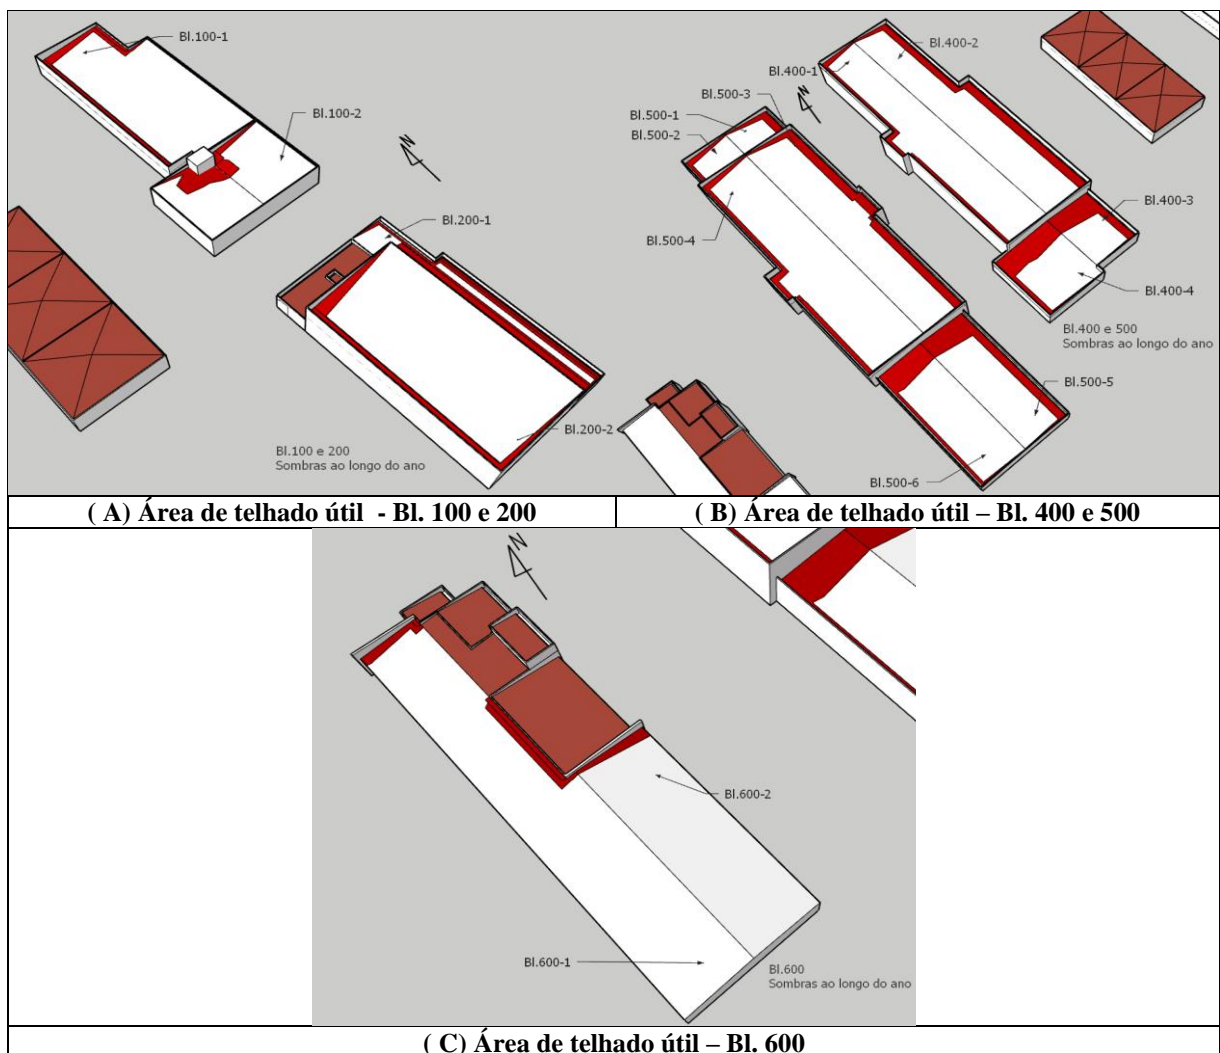 Bl.100-1
Bl.100-2
N
Bl.200-1
Bl.200-2
Bl.100 e 200
Sombras ao longo do ano
Bl.400-2
Bl.400-1
Bl.500-3
N
Bl.500-1
Bl.500-2
Bl.400-3
Bl.500-4
Bl.400-4
Bl.400 e 500
Sombras ao longo do ano
Bl.500-5
Bl.500-6
( A) Área de telhado útil - Bl. 100 e 200
( B) Área de telhado útil – Bl. 400 e 500
N
Bl.600-2
Bl.600-1
Bl.600
Sombras ao longo do ano
( C) Área de telhado útil – Bl. 600